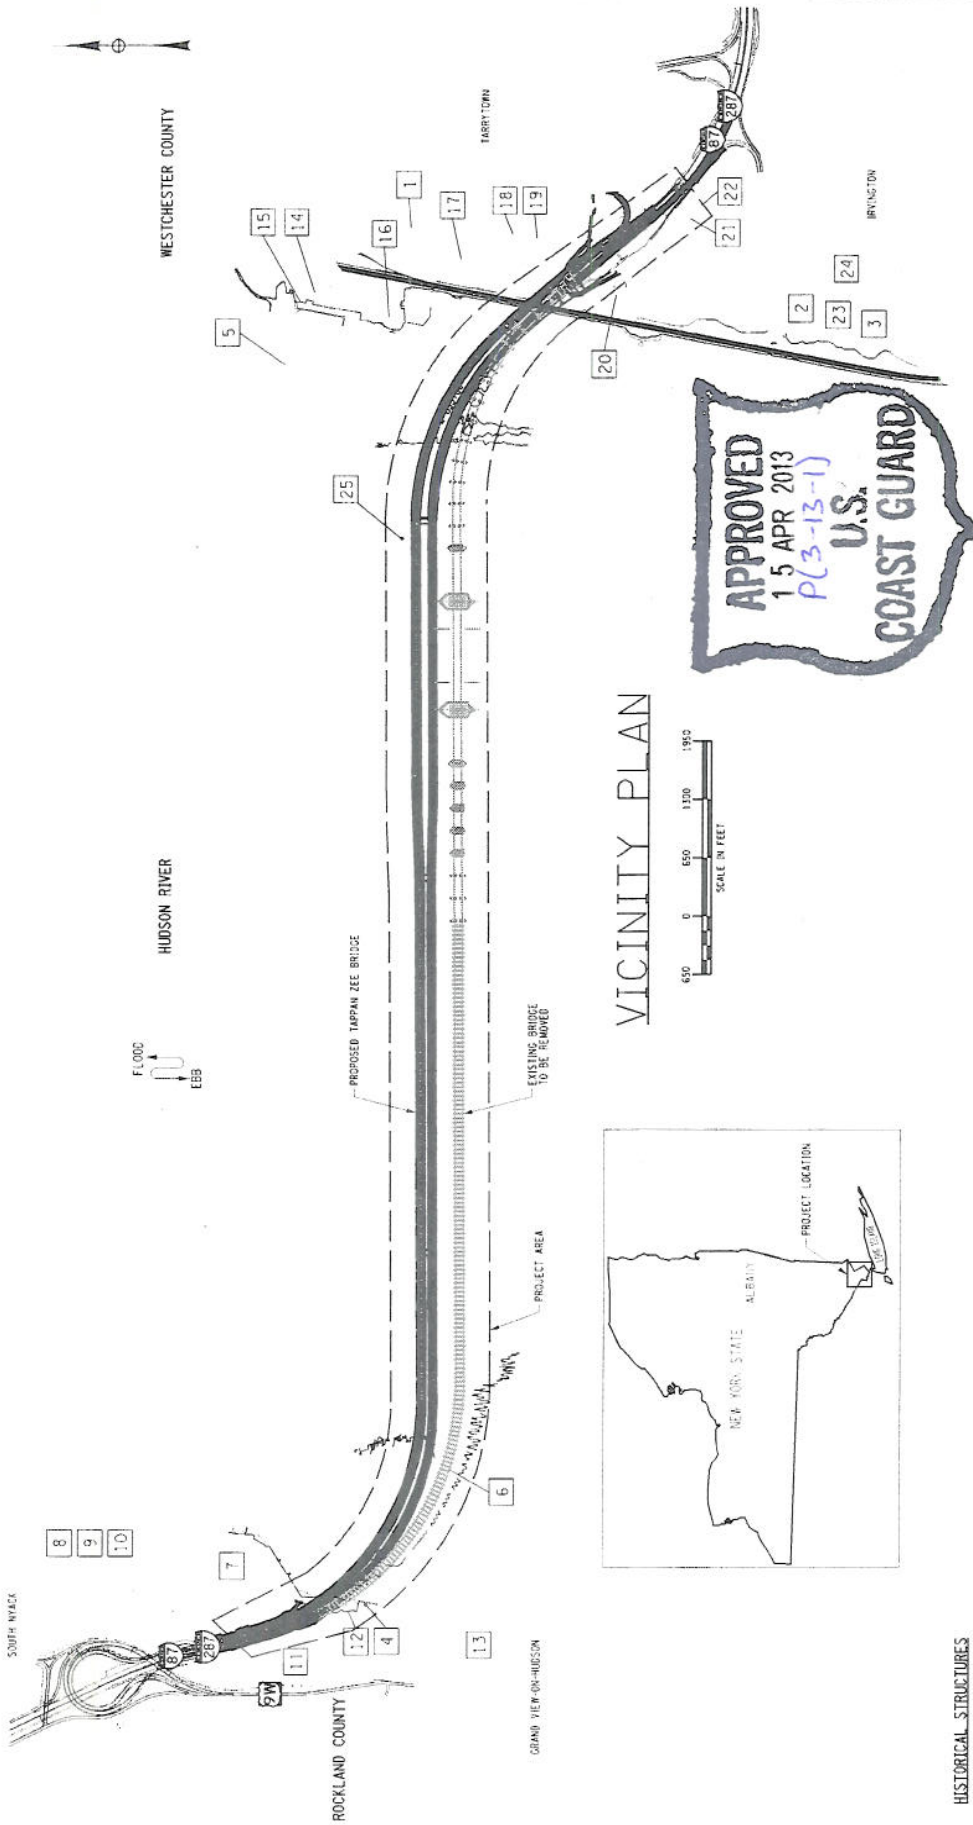 SOUTH NYACK
8
9
10
HUDSON RIVER
WESTCHESTER COUNTY
FLOOD
EBB
7
5
15
14
16
1
17
TARRYTOWN
18
19
87
287
9W
11
12
4
13
ROCKLAND COUNTY
GRAND VIEW-ON-HUDSON
6
PROPOSED TAPPAN ZEE BRIDGE
EXISTING BRIDGE
TO BE REMOVED
PROJECT AREA
25
87
287
22
21
20
IRVINGTON
2
23
24
3
VICINITY PLAN
650
0
650
1300
1950
SCALE IN FEET
APPROVED
15 APR 2013
P(3-13-1)
U.S.
COAST GUARD
NEW YORK STATE
ALBANY
PROJECT LOCATION
LONG ISLAND
HISTORICAL STRUCTURES